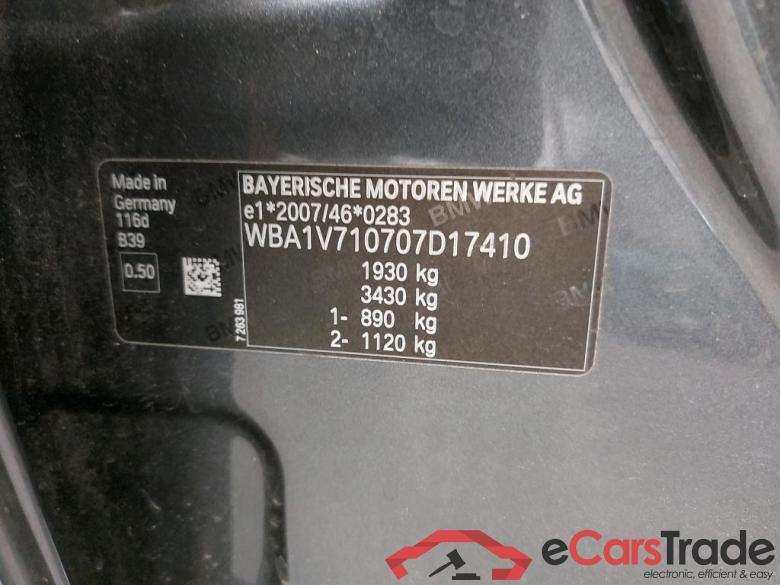 Made in
Germany
116d
B39
0.50
7 263 981
BAYERISCHE MOTOREN WERKE AG
e1*2007/46*0283
WBA1V710707D17410
1930 kg
3430 kg
1- 890 kg
2- 1120 kg
eCarsTrade
electronic, efficient & easy